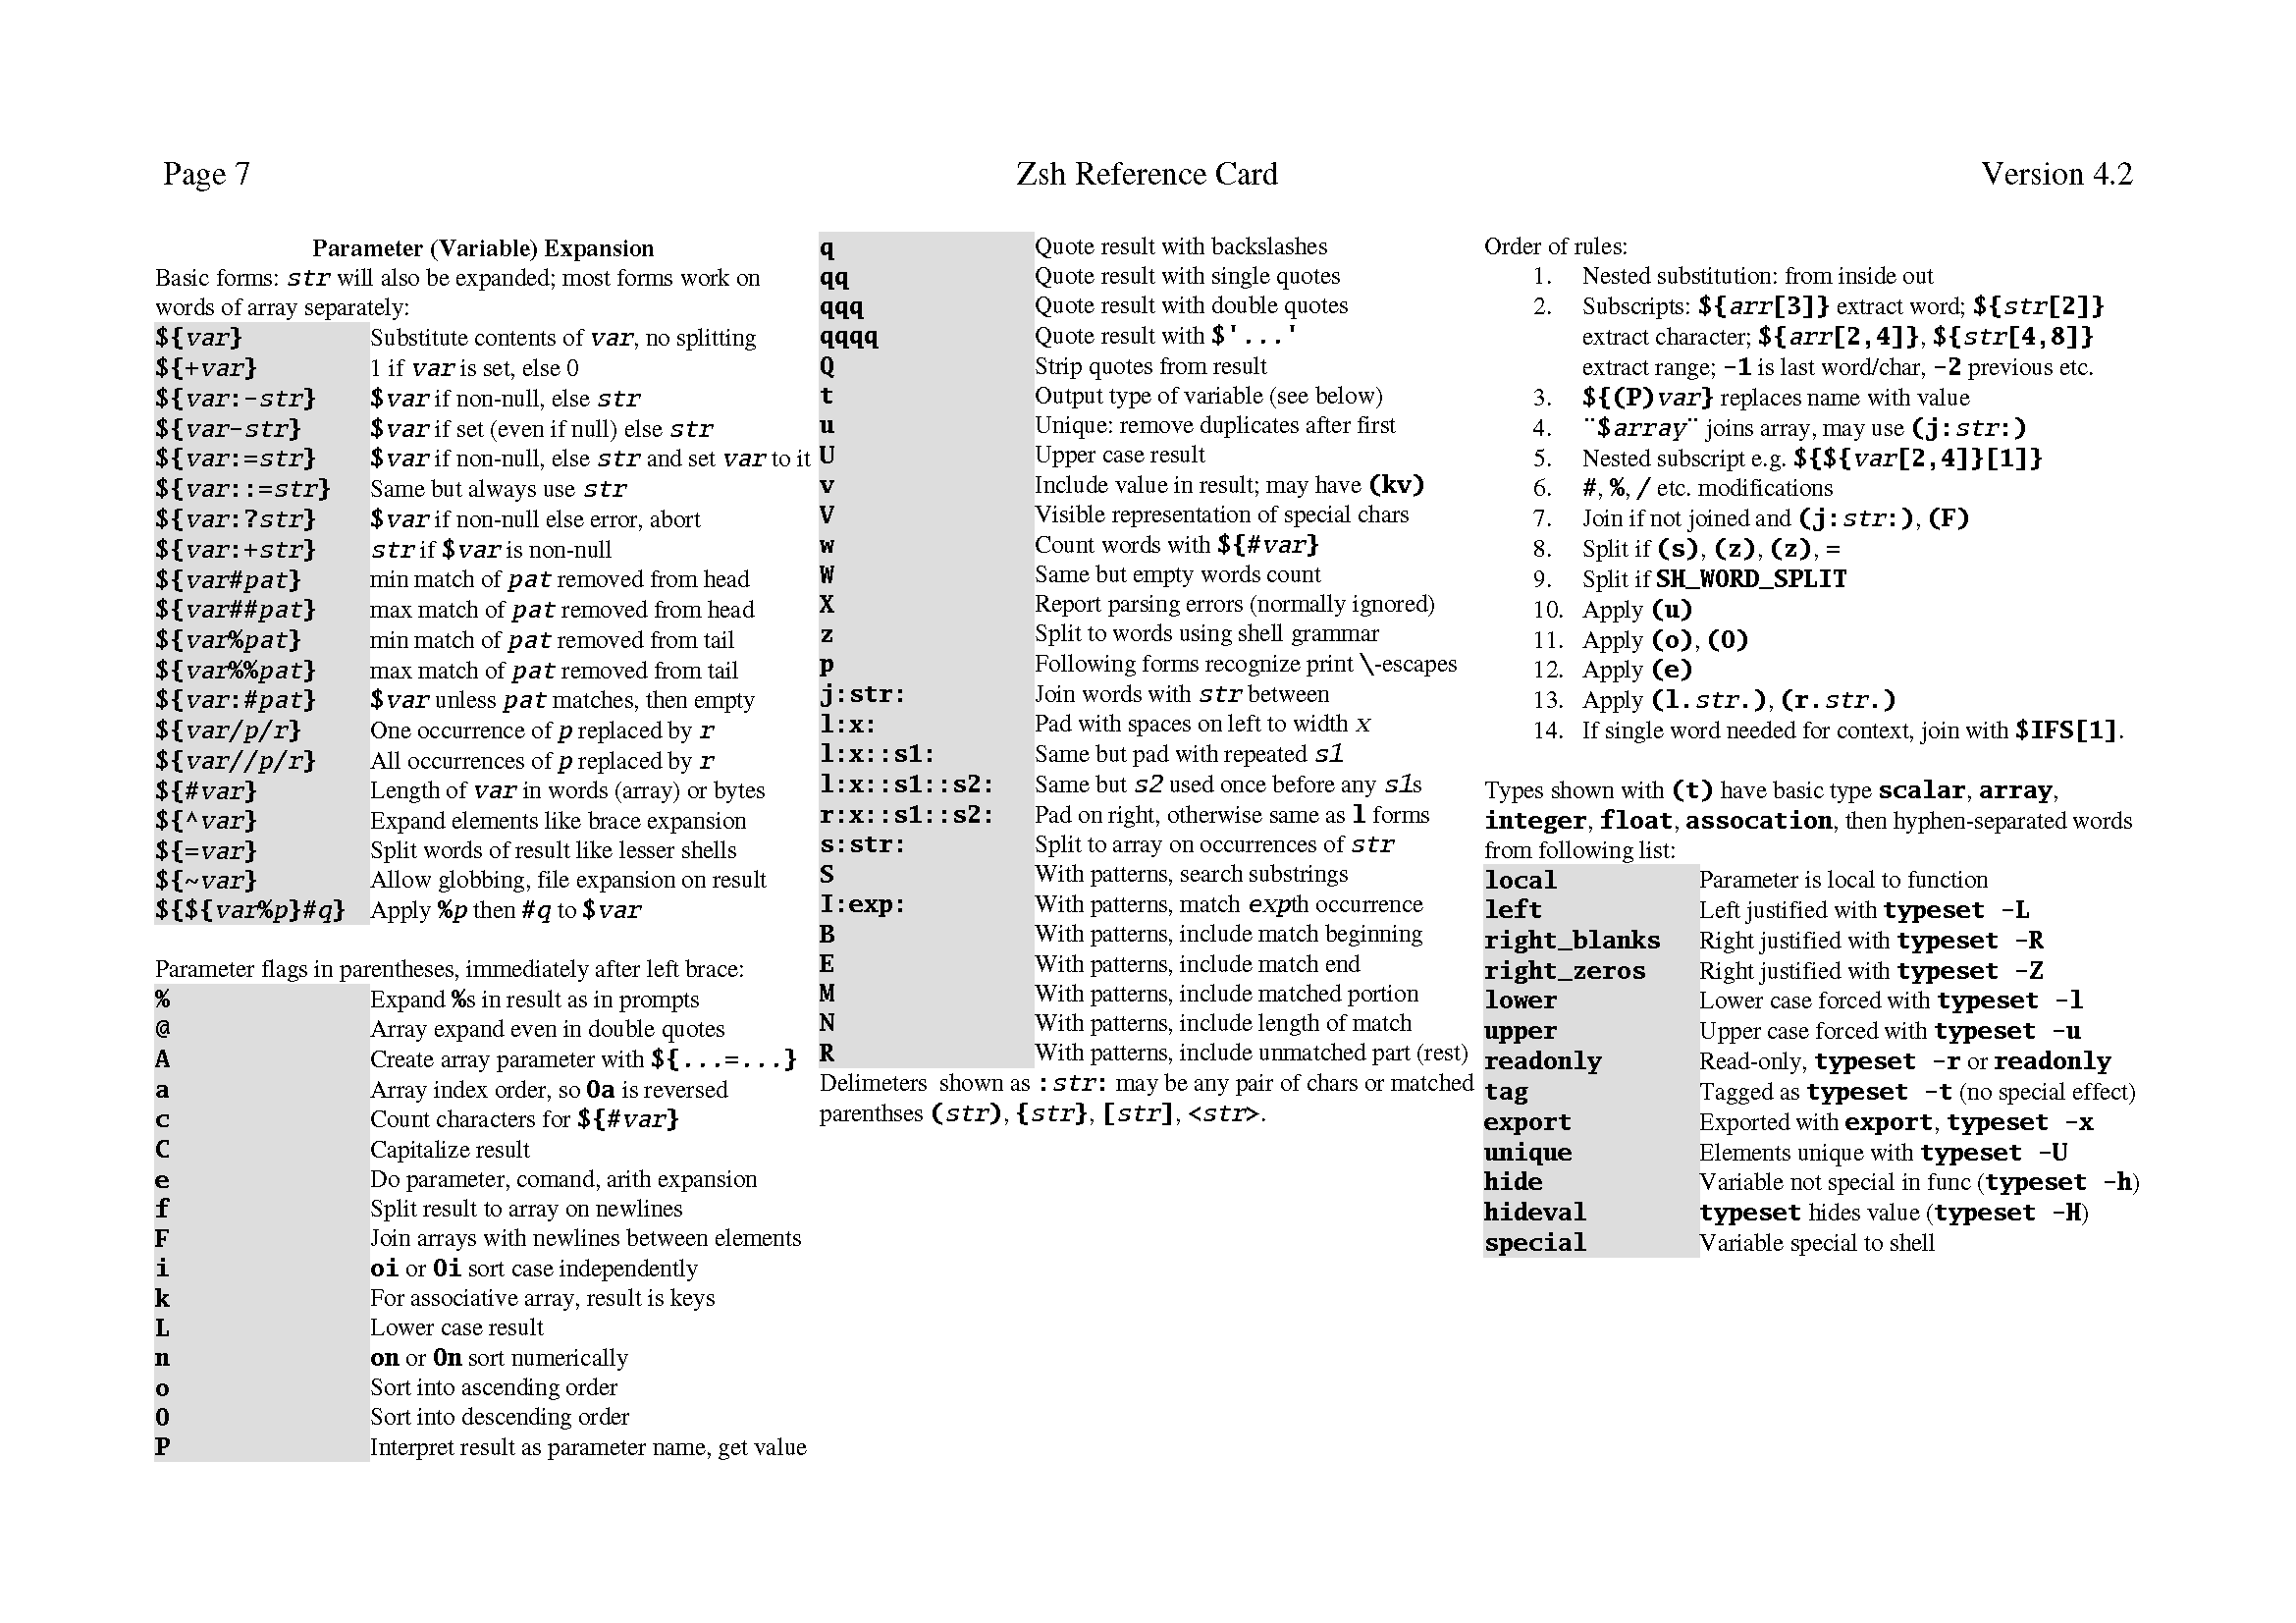 Page 7
Zsh Reference Card
Version 4.2
Parameter (Variable) Expansion
Basic forms: str will also be expanded; most forms work on
words of array separately:
${var} Substitute contents of var, no splitting
${+var} 1 if var is set, else 0
${var:-str} $var if non-null, else str
${var-str} $var if set (even if null) else str
${var:=str} $var if non-null, else str and set var to it
${var::=str} Same but always use str
${var:?str} $var if non-null else error, abort
${var:+str} str if $var is non-null
${var#pat} min match of pat removed from head
${var##pat} max match of pat removed from head
${var%pat} min match of pat removed from tail
${var%%pat} max match of pat removed from tail
${var:#pat} $var unless pat matches, then empty
${var/p/r} One occurrence of p replaced by r
${var//p/r} All occurrences of p replaced by r
${#var} Length of var in words (array) or bytes
${^var} Expand elements like brace expansion
${=var} Split words of result like lesser shells
${~var} Allow globbing, file expansion on result
${${var%p}#q} Apply %p then #q to $var
Parameter flags in parentheses, immediately after left brace:
% Expand %s in result as in prompts
@ Array expand even in double quotes
A Create array parameter with ${...=...}
a Array index order, so Oa is reversed
c Count characters for ${#var}
C Capitalize result
e Do parameter, comand, arith expansion
f Split result to array on newlines
F Join arrays with newlines between elements
i oi or Oi sort case independently
k For associative array, result is keys
L Lower case result
n on or On sort numerically
o Sort into ascending order
O Sort into descending order
P Interpret result as parameter name, get value
q Quote result with backslashes
qq Quote result with single quotes
qqq Quote result with double quotes
qqqq Quote result with $'...'
Q Strip quotes from result
t Output type of variable (see below)
u Unique: remove duplicates after first
U Upper case result
v Include value in result; may have (kv)
V Visible representation of special chars
w Count words with ${#var}
W Same but empty words count
X Report parsing errors (normally ignored)
z Split to words using shell grammar
p Following forms recognize print \-escapes
j:str: Join words with str between
l:x: Pad with spaces on left to width x
l:x::s1: Same but pad with repeated s1
l:x::s1::s2: Same but s2 used once before any s1s
r:x::s1::s2: Pad on right, otherwise same as l forms
s:str: Split to array on occurrences of str
S With patterns, search substrings
I:exp: With patterns, match expth occurrence
B With patterns, include match beginning
E With patterns, include match end
M With patterns, include matched portion
N With patterns, include length of match
R With patterns, include unmatched part (rest)
Delimeters shown as :str: may be any pair of chars or matched
parenthses (str), {str}, [str], <str>.
Order of rules:
1. Nested substitution: from inside out
2. Subscripts: ${arr[3]} extract word; ${str[2]}
extract character; ${arr[2,4]}, ${str[4,8]}
extract range; -1 is last word/char, -2 previous etc.
3. ${(P)var} replaces name with value
4. ¨$array¨ joins array, may use (j:str:)
5. Nested subscript e.g. ${${var[2,4]}[1]}
6. #, %, / etc. modifications
7. Join if not joined and (j:str:), (F)
8. Split if (s), (z), (z), =
9. Split if SH_WORD_SPLIT
10. Apply (u)
11. Apply (o), (O)
12. Apply (e)
13. Apply (l.str.), (r.str.)
14. If single word needed for context, join with $IFS[1].
Types shown with (t) have basic type scalar, array,
integer, float, assocation, then hyphen-separated words
from following list:
local Parameter is local to function
left Left justified with typeset -L
right_blanks Right justified with typeset -R
right_zeros Right justified with typeset -Z
lower Lower case forced with typeset -l
upper Upper case forced with typeset -u
readonly Read-only, typeset -r or readonly
tag Tagged as typeset -t (no special effect)
export Exported with export, typeset -x
unique Elements unique with typeset -U
hide Variable not special in func (typeset -h)
hideval typeset hides value (typeset -H)
special Variable special to shell